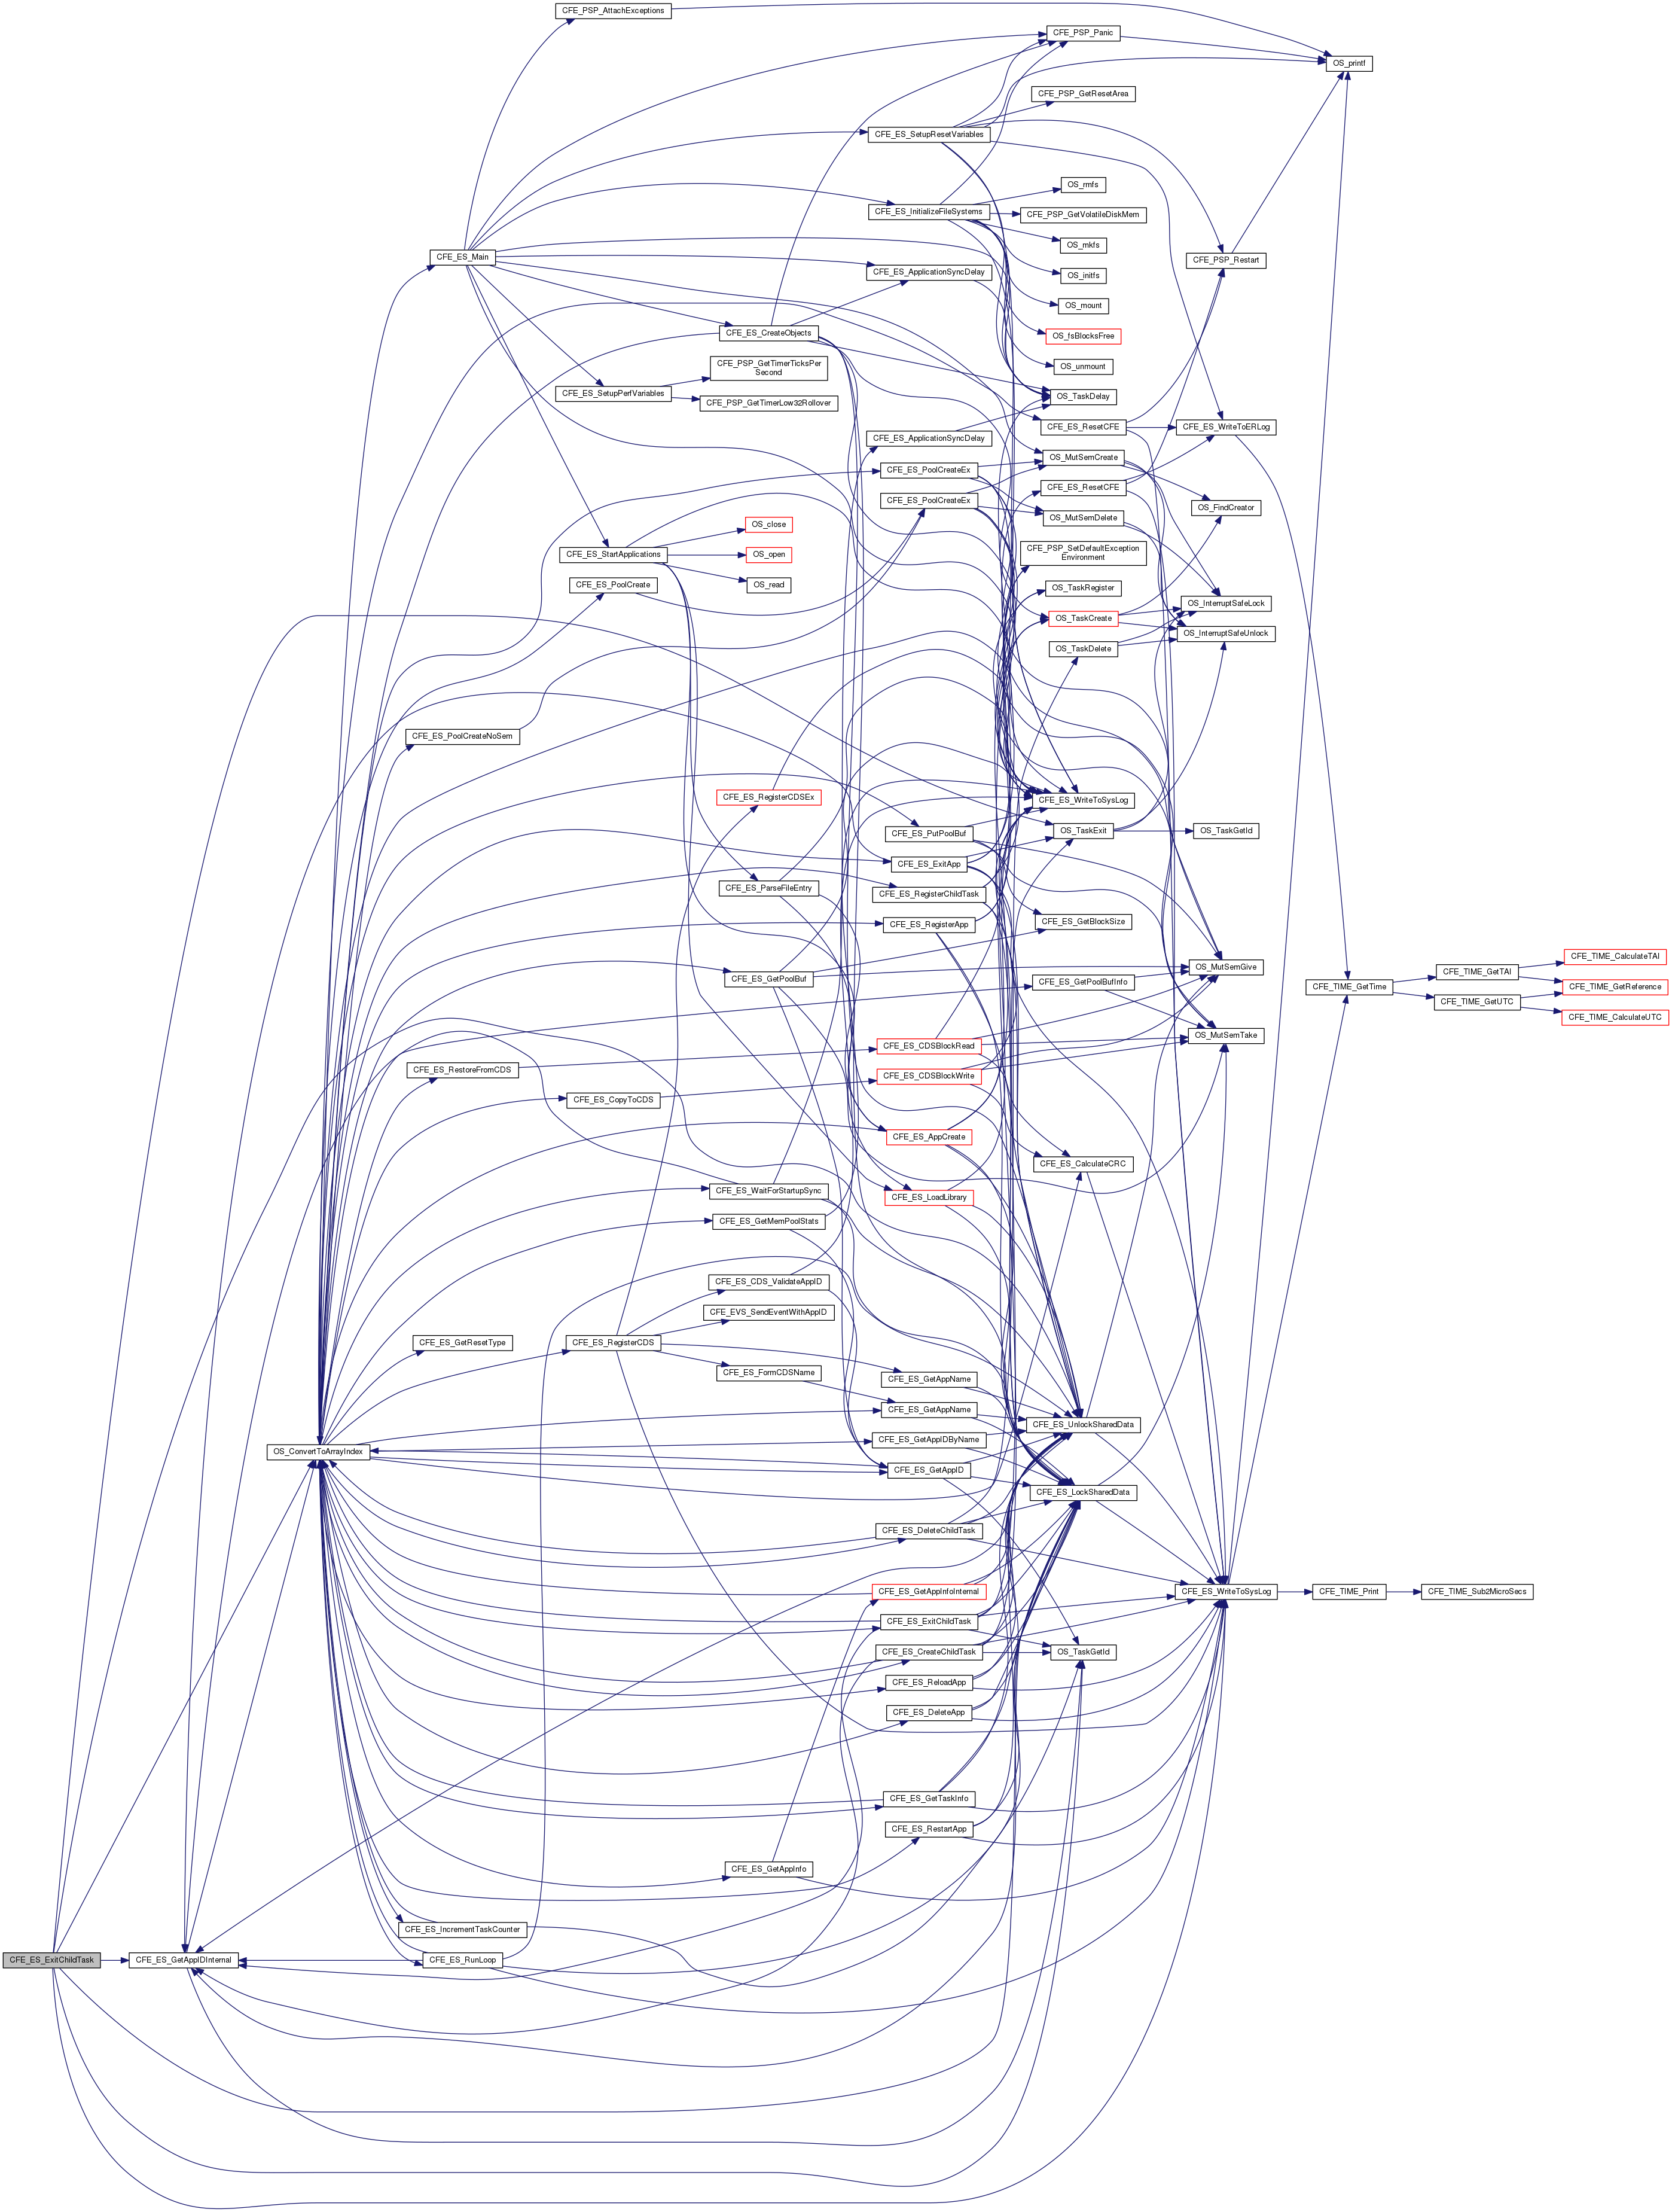 CFE_PSP_AttachExceptions
CFE_PSP_Panic
OS_printf
CFE_PSP_GetResetArea
CFE_ES_SetupResetVariables
OS_rmfs
CFE_ES_InitializeFileSystems
CFE_PSP_GetVolatileDiskMem
OS_mkfs
CFE_ES_Main
CFE_PSP_Restart
CFE_ES_ApplicationSyncDelay
OS_initfs
OS_mount
CFE_ES_CreateObjects
OS_fsBlocksFree
CFE_PSP_GetTimerTicksPer
Second
OS_unmount
CFE_ES_SetupPerfVariables
CFE_PSP_GetTimerLow32Rollover
OS_TaskDelay
CFE_ES_ResetCFE
CFE_ES_WriteToERLog
CFE_ES_ApplicationSyncDelay
OS_MutSemCreate
CFE_ES_PoolCreateEx
CFE_ES_ResetCFE
CFE_ES_PoolCreateEx
OS_FindCreator
OS_MutSemDelete
OS_close
CFE_ES_StartApplications
OS_open
CFE_PSP_SetDefaultException
Environment
OS_read
CFE_ES_PoolCreate
OS_TaskRegister
OS_InterruptSafeLock
OS_TaskCreate
OS_InterruptSafeUnlock
OS_TaskDelete
CFE_ES_PoolCreateNoSem
CFE_ES_RegisterCDSEx
CFE_ES_WriteToSysLog
CFE_ES_PutPoolBuf
OS_TaskExit
OS_TaskGetId
CFE_ES_ExitApp
CFE_ES_ParseFileEntry
CFE_ES_RegisterChildTask
CFE_ES_RegisterApp
CFE_ES_GetBlockSize
CFE_TIME_CalculateTAI
OS_MutSemGive
CFE_TIME_GetTAI
CFE_ES_GetPoolBuf
CFE_ES_GetPoolBufInfo
CFE_TIME_GetTime
CFE_TIME_GetReference
CFE_TIME_GetUTC
CFE_TIME_CalculateUTC
OS_MutSemTake
CFE_ES_CDSBlockRead
CFE_ES_RestoreFromCDS
CFE_ES_CDSBlockWrite
CFE_ES_CopyToCDS
CFE_ES_AppCreate
CFE_ES_CalculateCRC
CFE_ES_WaitForStartupSync
CFE_ES_LoadLibrary
CFE_ES_GetMemPoolStats
CFE_ES_CDS_ValidateAppID
CFE_EVS_SendEventWithAppID
CFE_ES_GetResetType
CFE_ES_RegisterCDS
CFE_ES_FormCDSName
CFE_ES_GetAppName
CFE_ES_GetAppName
CFE_ES_UnlockSharedData
CFE_ES_GetAppIDByName
OS_ConvertToArrayIndex
CFE_ES_GetAppID
CFE_ES_LockSharedData
CFE_ES_DeleteChildTask
CFE_ES_GetAppInfoInternal
CFE_ES_WriteToSysLog
CFE_TIME_Print
CFE_TIME_Sub2MicroSecs
CFE_ES_ExitChildTask
CFE_ES_CreateChildTask
OS_TaskGetId
CFE_ES_ReloadApp
CFE_ES_DeleteApp
CFE_ES_GetTaskInfo
CFE_ES_RestartApp
CFE_ES_GetAppInfo
CFE_ES_IncrementTaskCounter
CFE_ES_ExitChildTask
CFE_ES_GetAppIDInternal
CFE_ES_RunLoop